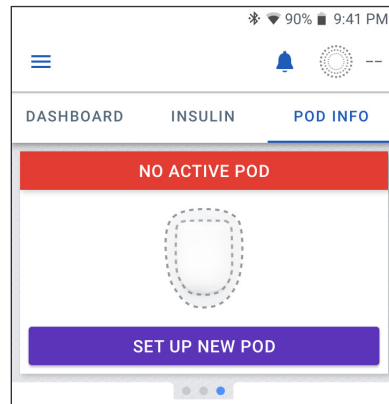 90% 9:41 PM
--
DASHBOARD INSULIN POD INFO
NO ACTIVE POD
SET UP NEW POD